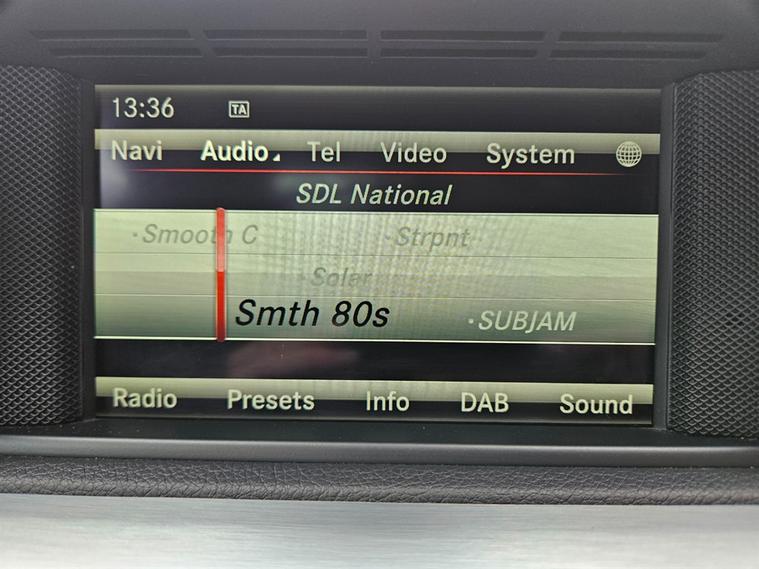 13:36 TA
Navi Audio Tel Video System
SDL National
·Smooth C ·Strpnt
·Solar
Smth 80s ·SUBJAM
Radio Presets Info DAB Sound